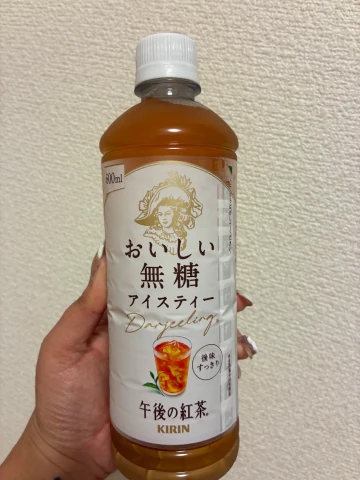 600ml
おいしい
無糖
アイスティー
Darjeeling
後味
すっきり
午後の紅茶
KIRIN